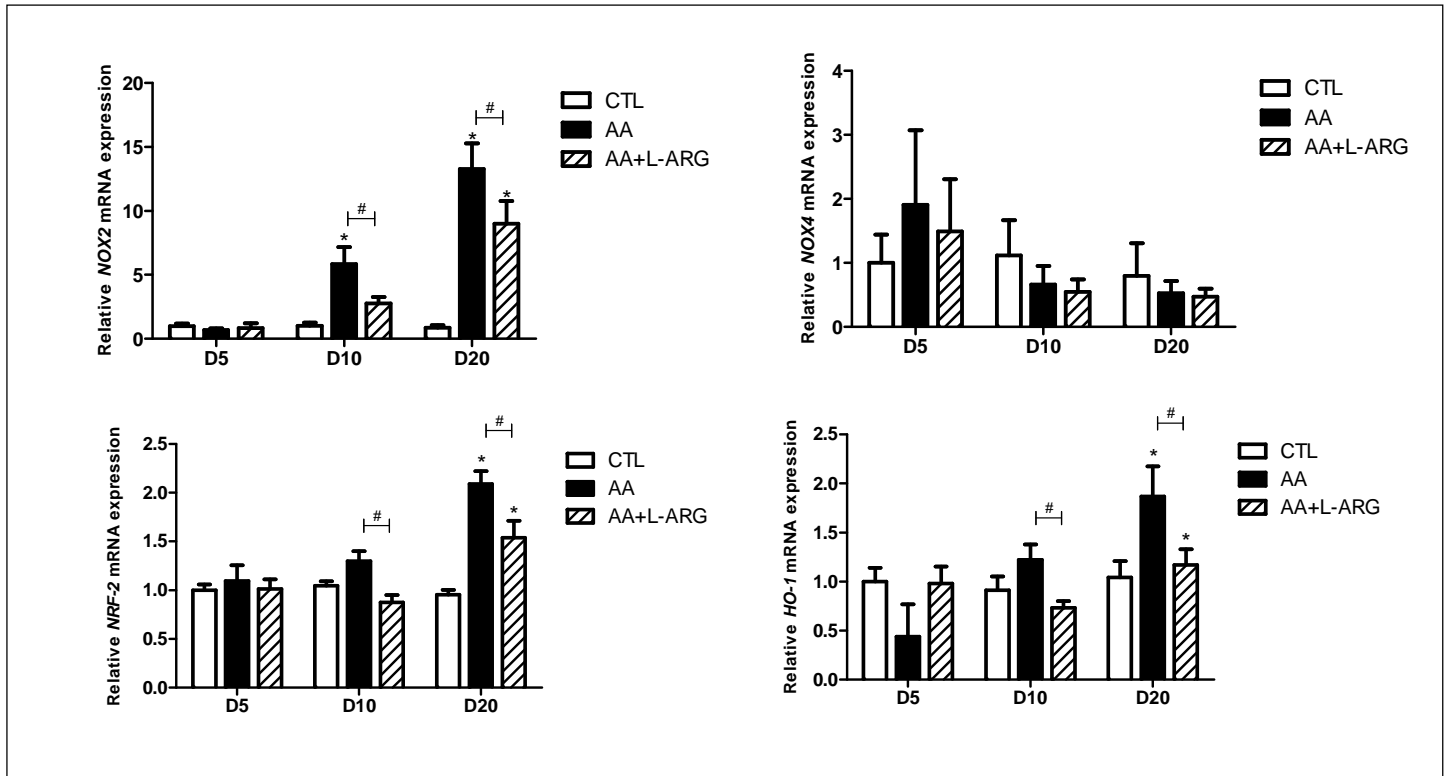 Relative NOX2 mRNA expression
20
15
10
5
0
D5 D10 D20
* # * # *
CTL
AA
AA+L-ARG
Relative NOX4 mRNA expression
4
3
2
1
0
D5 D10 D20
CTL
AA
AA+L-ARG
Relative NRF-2 mRNA expression
2.5
2.0
1.5
1.0
0.5
0.0
D5 D10 D20
# * # *
CTL
AA
AA+L-ARG
Relative HO-1 mRNA expression
2.5
2.0
1.5
1.0
0.5
0.0
D5 D10 D20
# * # *
CTL
AA
AA+L-ARG